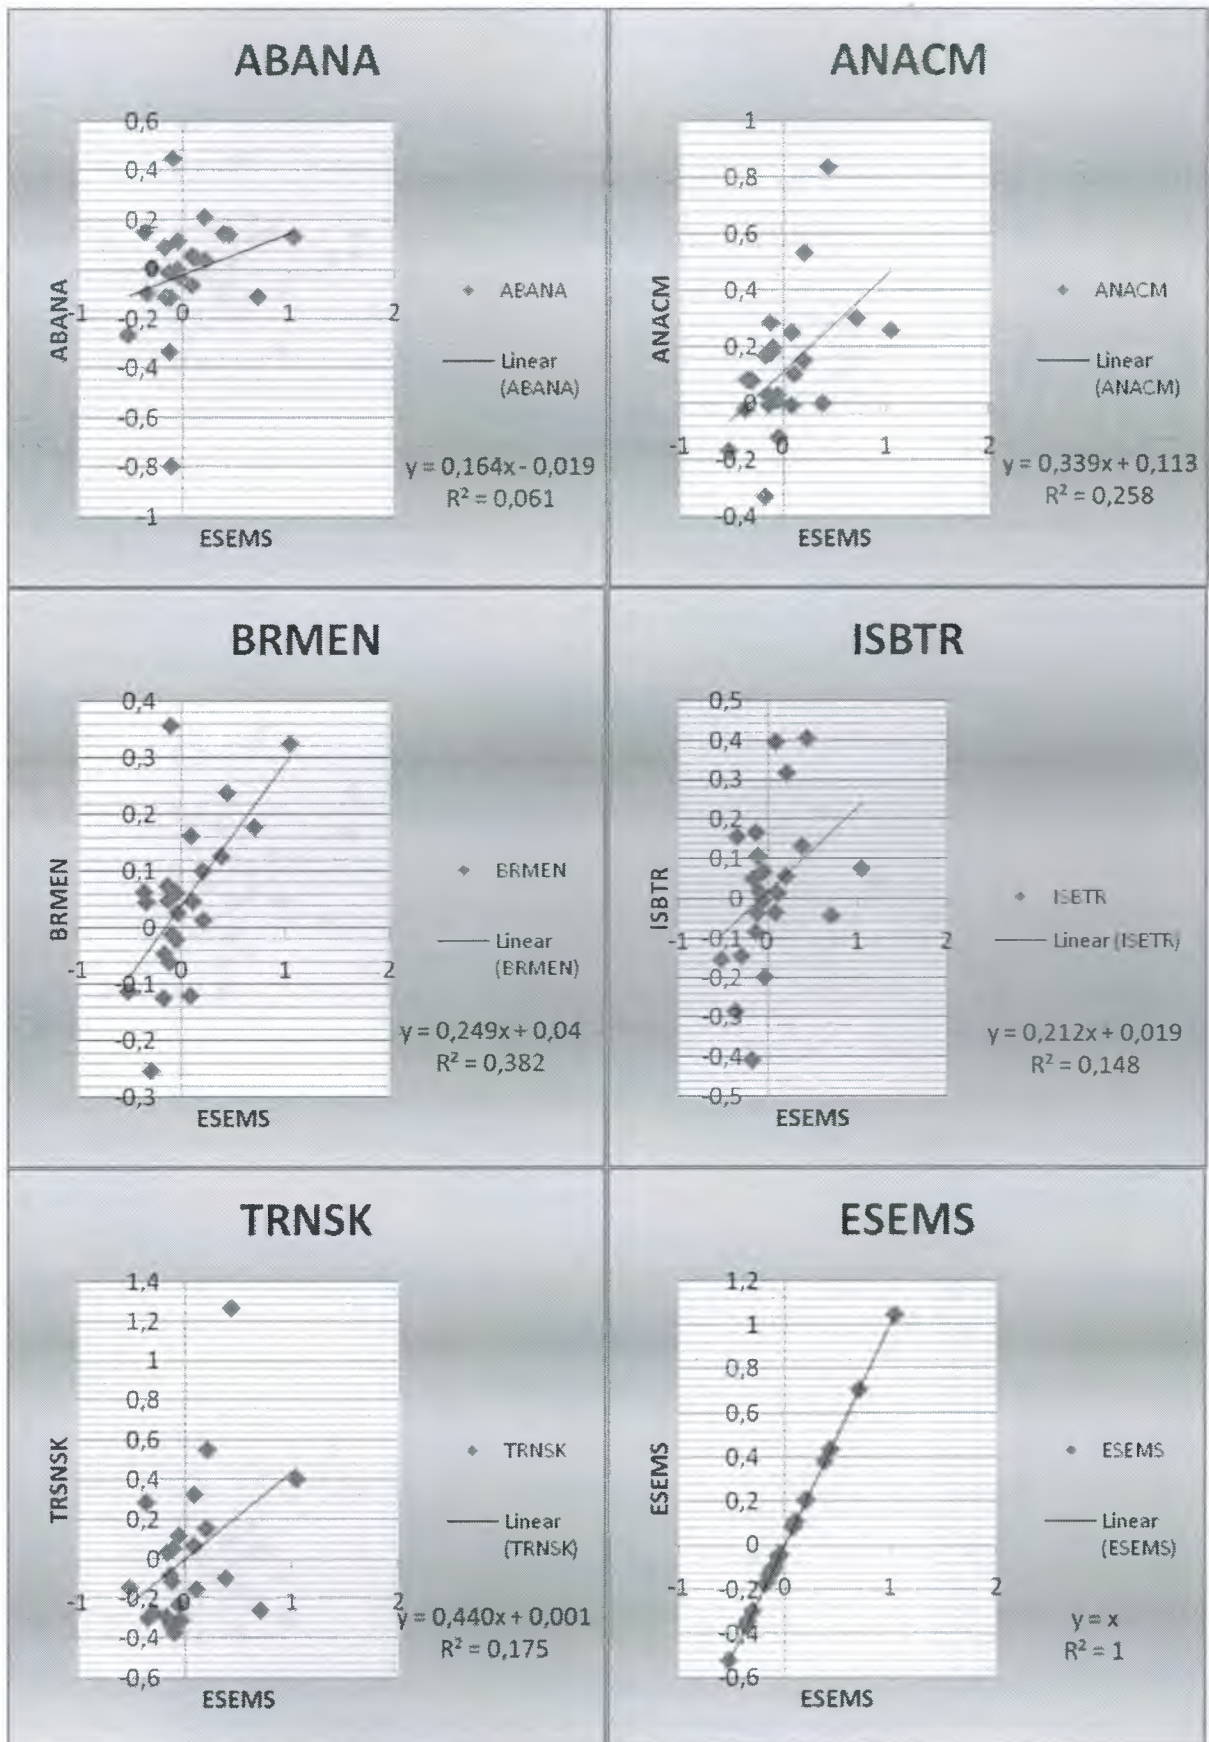 ABANA
0,6
0,4
0,2
0
-0,2
-0,4
-0,6
-0,8
-1
-1
0
1
2
ABANA
ESEMS
ABANA
Linear
(ABANA)
y = 0,164x - 0,019
R² = 0,061
ANACM
1
0,8
0,6
0,4
0,2
0
-0,2
-0,4
-1
0
1
2
ANACM
ESEMS
ANACM
Linear
(ANACM)
y = 0,339x + 0,113
R² = 0,258
BRMEN
0,4
0,3
0,2
0,1
0
-0,1
-0,2
-0,3
-1
0
1
2
BRMEN
ESEMS
BRMEN
Linear
(BRMEN)
y = 0,249x + 0,04
R² = 0,382
ISBTR
0,5
0,4
0,3
0,2
0,1
0
-0,1
-0,2
-0,3
-0,4
-0,5
-1
0
1
2
ISBTR
ESEMS
ISBTR
Linear (ISBTR)
y = 0,212x + 0,019
R² = 0,148
TRNSK
1,4
1,2
1
0,8
0,6
0,4
0,2
0
-0,2
-0,4
-0,6
-1
0
1
2
TRSNSK
ESEMS
TRNSK
Linear
(TRNSK)
y = 0,440x + 0,001
R² = 0,175
ESEMS
1,2
1
0,8
0,6
0,4
0,2
0
-0,2
-0,4
-0,6
-1
0
1
2
ESEMS
ESEMS
ESEMS
Linear
(ESEMS)
y = x
R² = 1